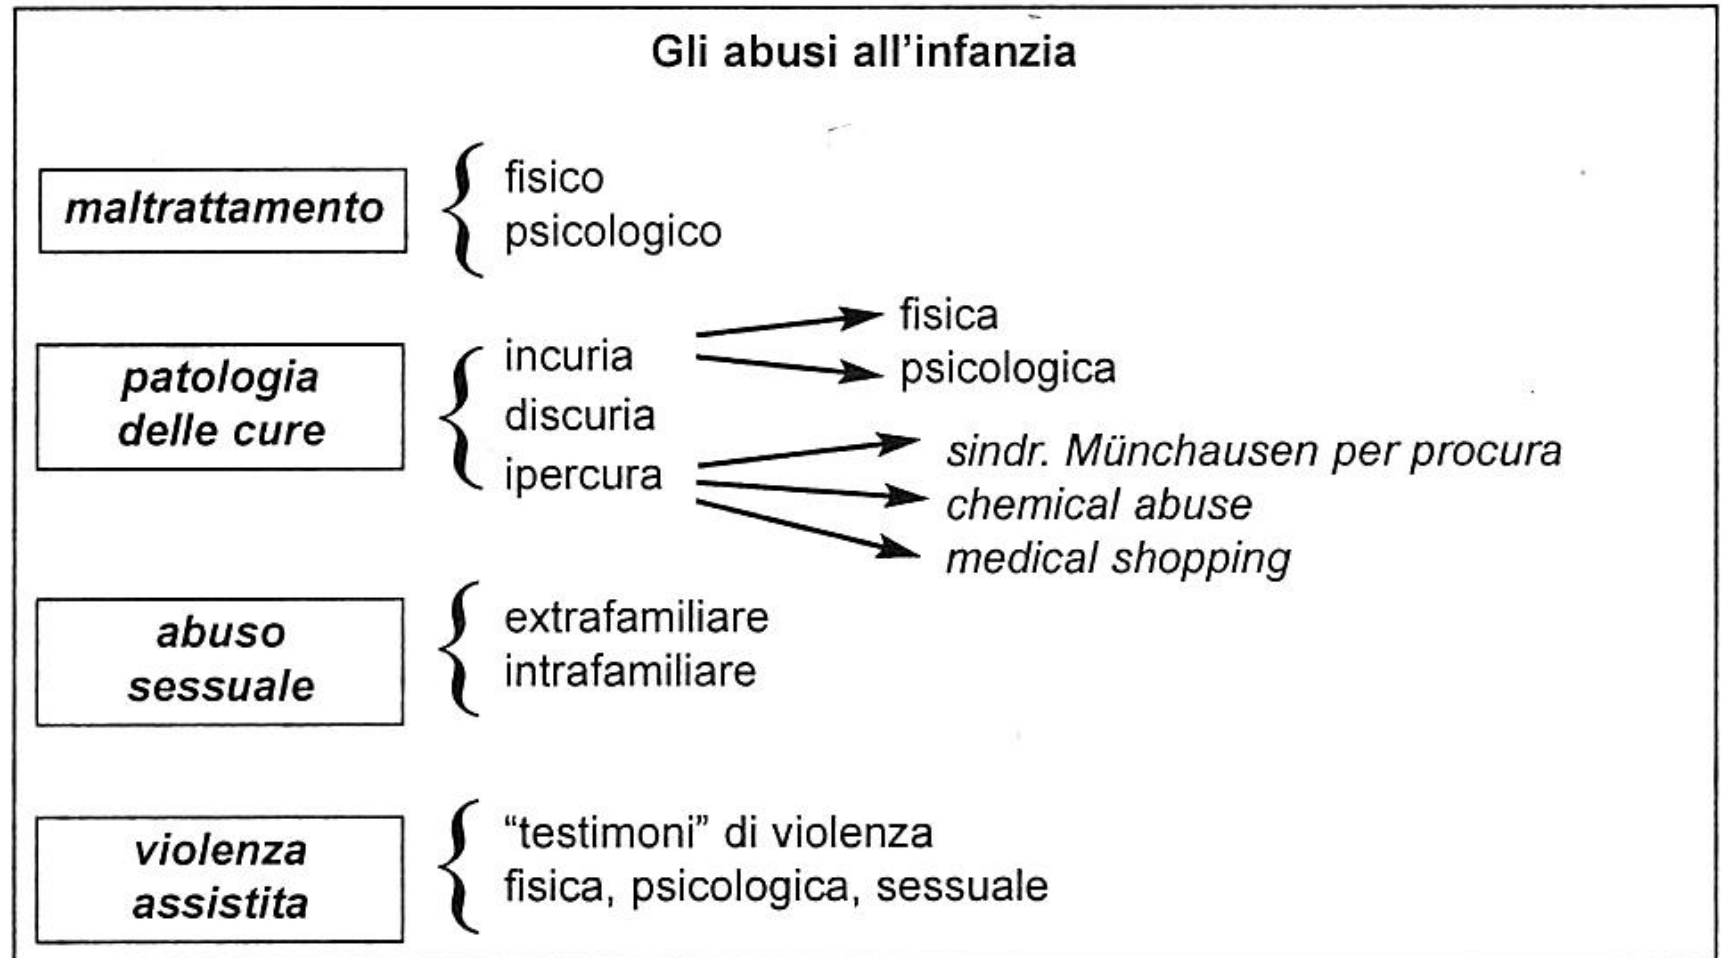 Gli abusi all'infanzia
maltrattamento
fisico
psicologico
patologia
delle cure
incuria
fisica
psicologica
discuria
ipercura
sindr. Münchausen per procura
chemical abuse
medical shopping
abuso
sessuale
extrafamiliare
intrafamiliare
violenza
assistita
“testimoni” di violenza
fisica, psicologica, sessuale